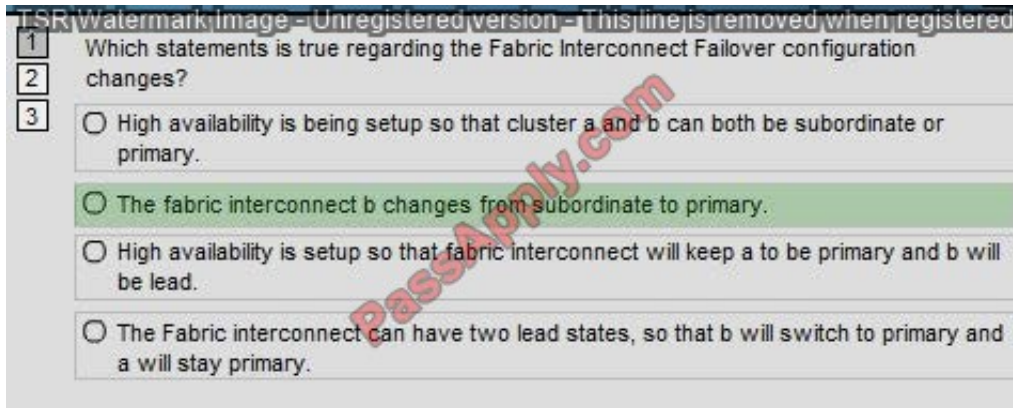 TSR Watermark Image - Unregistered version - This line is removed when registered
1
Which statements is true regarding the Fabric Interconnect Failover configuration
2
changes?
3
High availability is being setup so that cluster a and b can both be subordinate or
primary.
The fabric interconnect b changes from subordinate to primary.
High availability is setup so that fabric interconnect will keep a to be primary and b will
be lead.
The Fabric interconnect can have two lead states, so that b will switch to primary and
a will stay primary.
PassApply.com